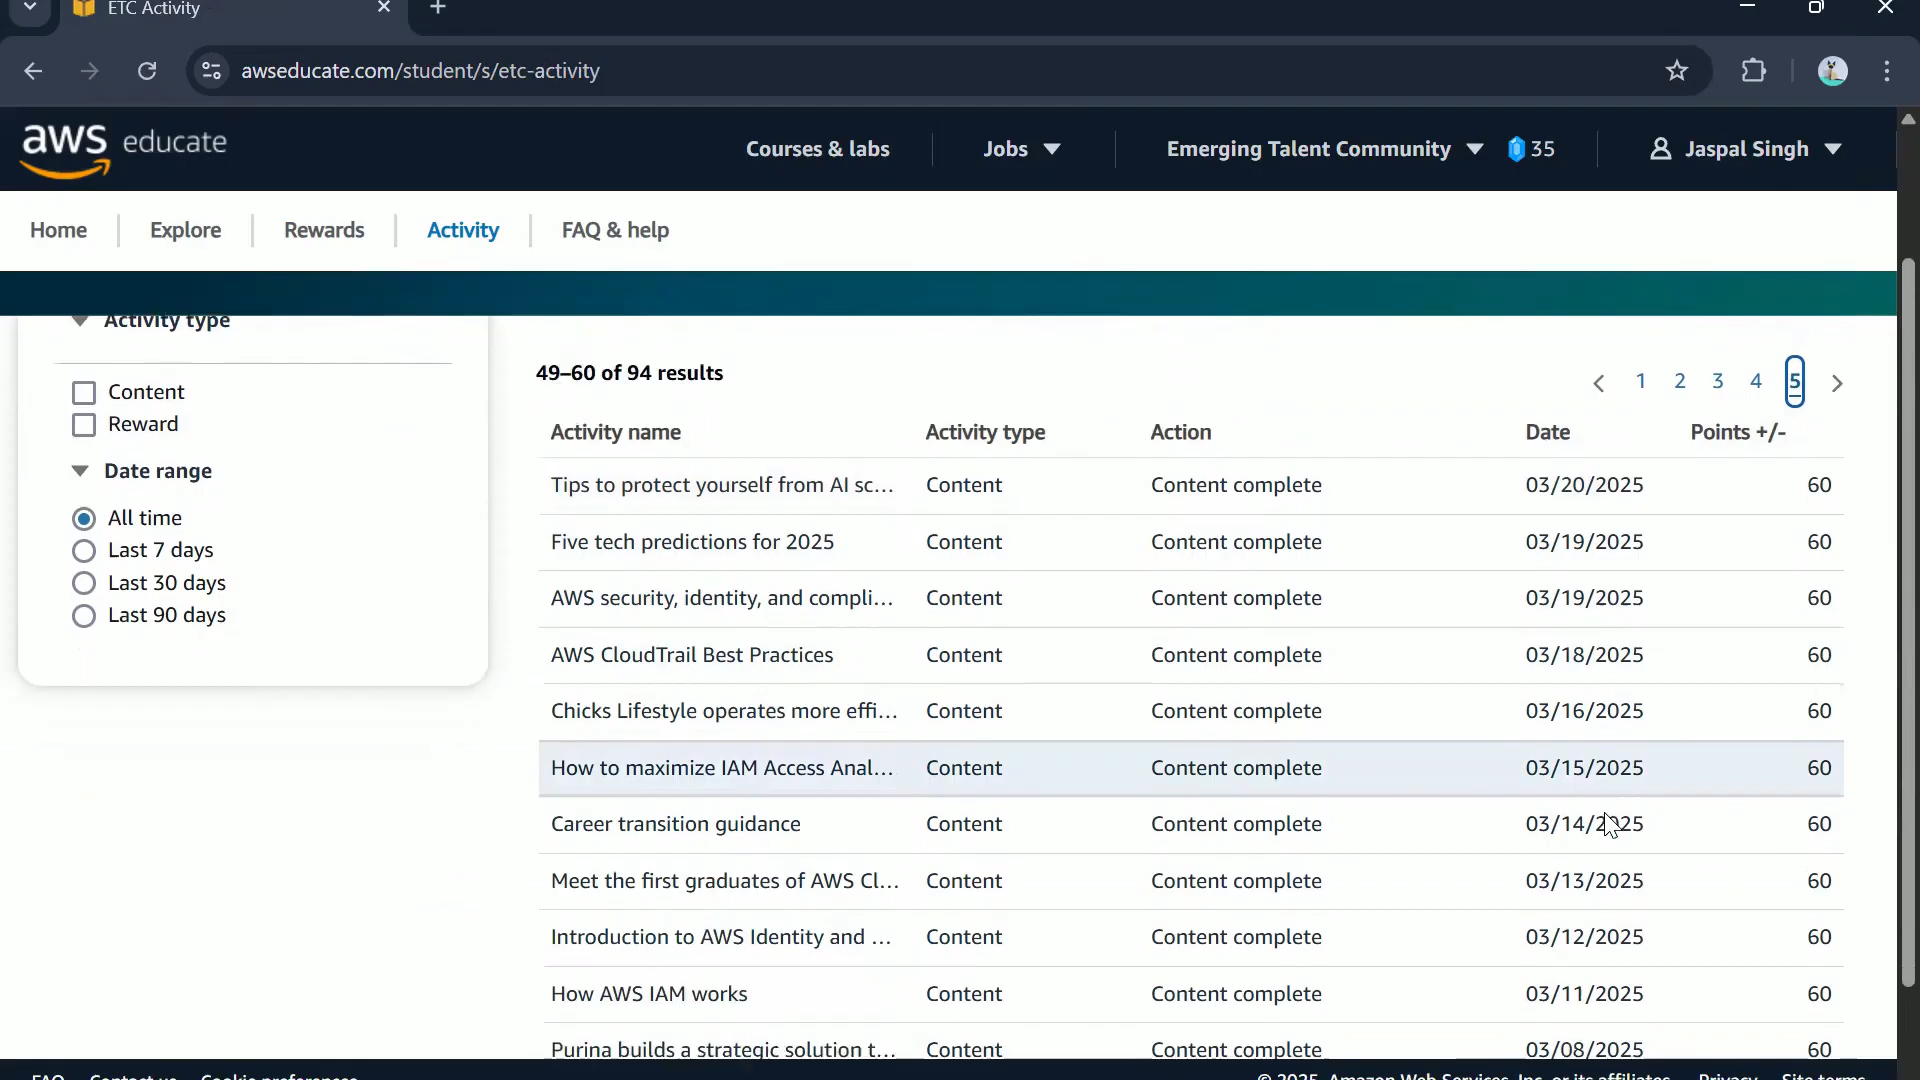 ETC Activity
awseducate.com/student/s/etc-activity
aws educate
Courses & labs
Jobs
Emerging Talent Community
35
Jaspal Singh
Home
Explore
Rewards
Activity
FAQ & help
Activity type
Content
Reward
Date range
All time
Last 7 days
Last 30 days
Last 90 days
49–60 of 94 results
1 2 3 4 5
Activity name Activity type Action Date Points +/-
Tips to protect yourself from AI sc... Content Content complete 03/20/2025 60
Five tech predictions for 2025 Content Content complete 03/19/2025 60
AWS security, identity, and compli... Content Content complete 03/19/2025 60
AWS CloudTrail Best Practices Content Content complete 03/18/2025 60
Chicks Lifestyle operates more effi... Content Content complete 03/16/2025 60
How to maximize IAM Access Anal... Content Content complete 03/15/2025 60
Career transition guidance Content Content complete 03/14/2025 60
Meet the first graduates of AWS Cl... Content Content complete 03/13/2025 60
Introduction to AWS Identity and ... Content Content complete 03/12/2025 60
How AWS IAM works Content Content complete 03/11/2025 60
Purina builds a strategic solution t... Content Content complete 03/08/2025 60
FAQ Contact us Cookie preferences © 2025, Amazon Web Services, Inc. or its affiliates Privacy Site terms